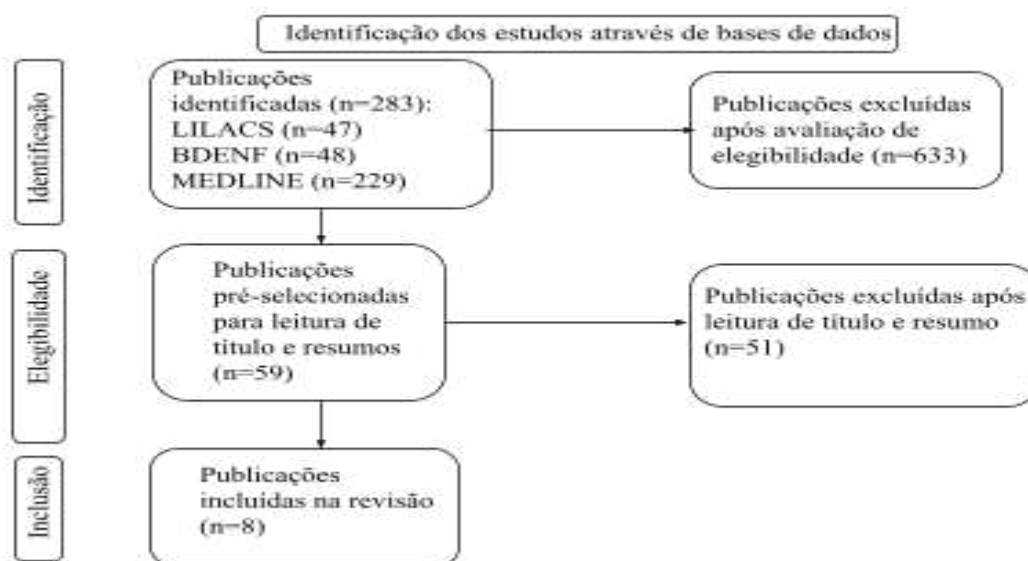 Identificação dos estudos através de bases de dados
Identificação
Publicações
identificadas (n=283):
LILACS (n=47)
BDENF (n=48)
MEDLINE (n=229)
Publicações excluídas
após avaliação de
elegibilidade (n=633)
Elegibilidade
Publicações
pré-selecionadas
para leitura de
título e resumos
(n=59)
Publicações excluídas após
leitura de título e resumo
(n=51)
Inclusão
Publicações
incluídas na revisão
(n=8)